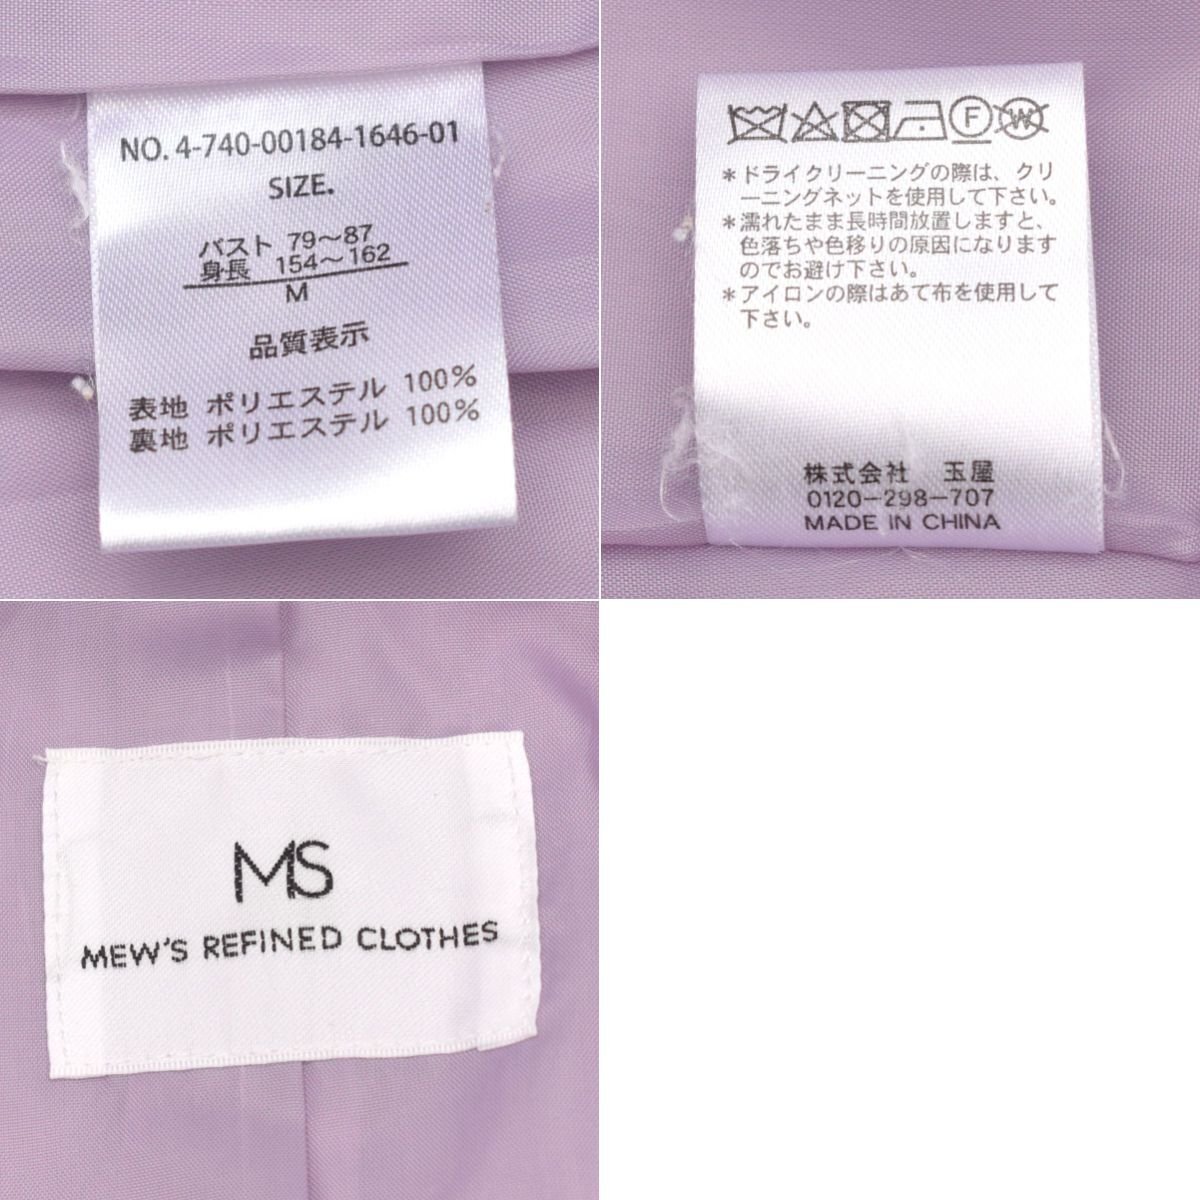 NO. 4-740-00184-1646-01
SIZE.
バスト 79～87
身長 154～162
M
品質表示
表地 ポリエステル 100%
裏地 ポリエステル 100%
F
W
*ドライクリーニングの際は、クリ
ーニングネットを使用して下さい。
*濡れたまま長時間放置しますと、
色落ちや色移りの原因になります
のでお避け下さい。
*アイロンの際はあて布を使用して
下さい。
株式会社 玉屋
0120-298-707
MADE IN CHINA
MS
MEW'S REFINED CLOTHES